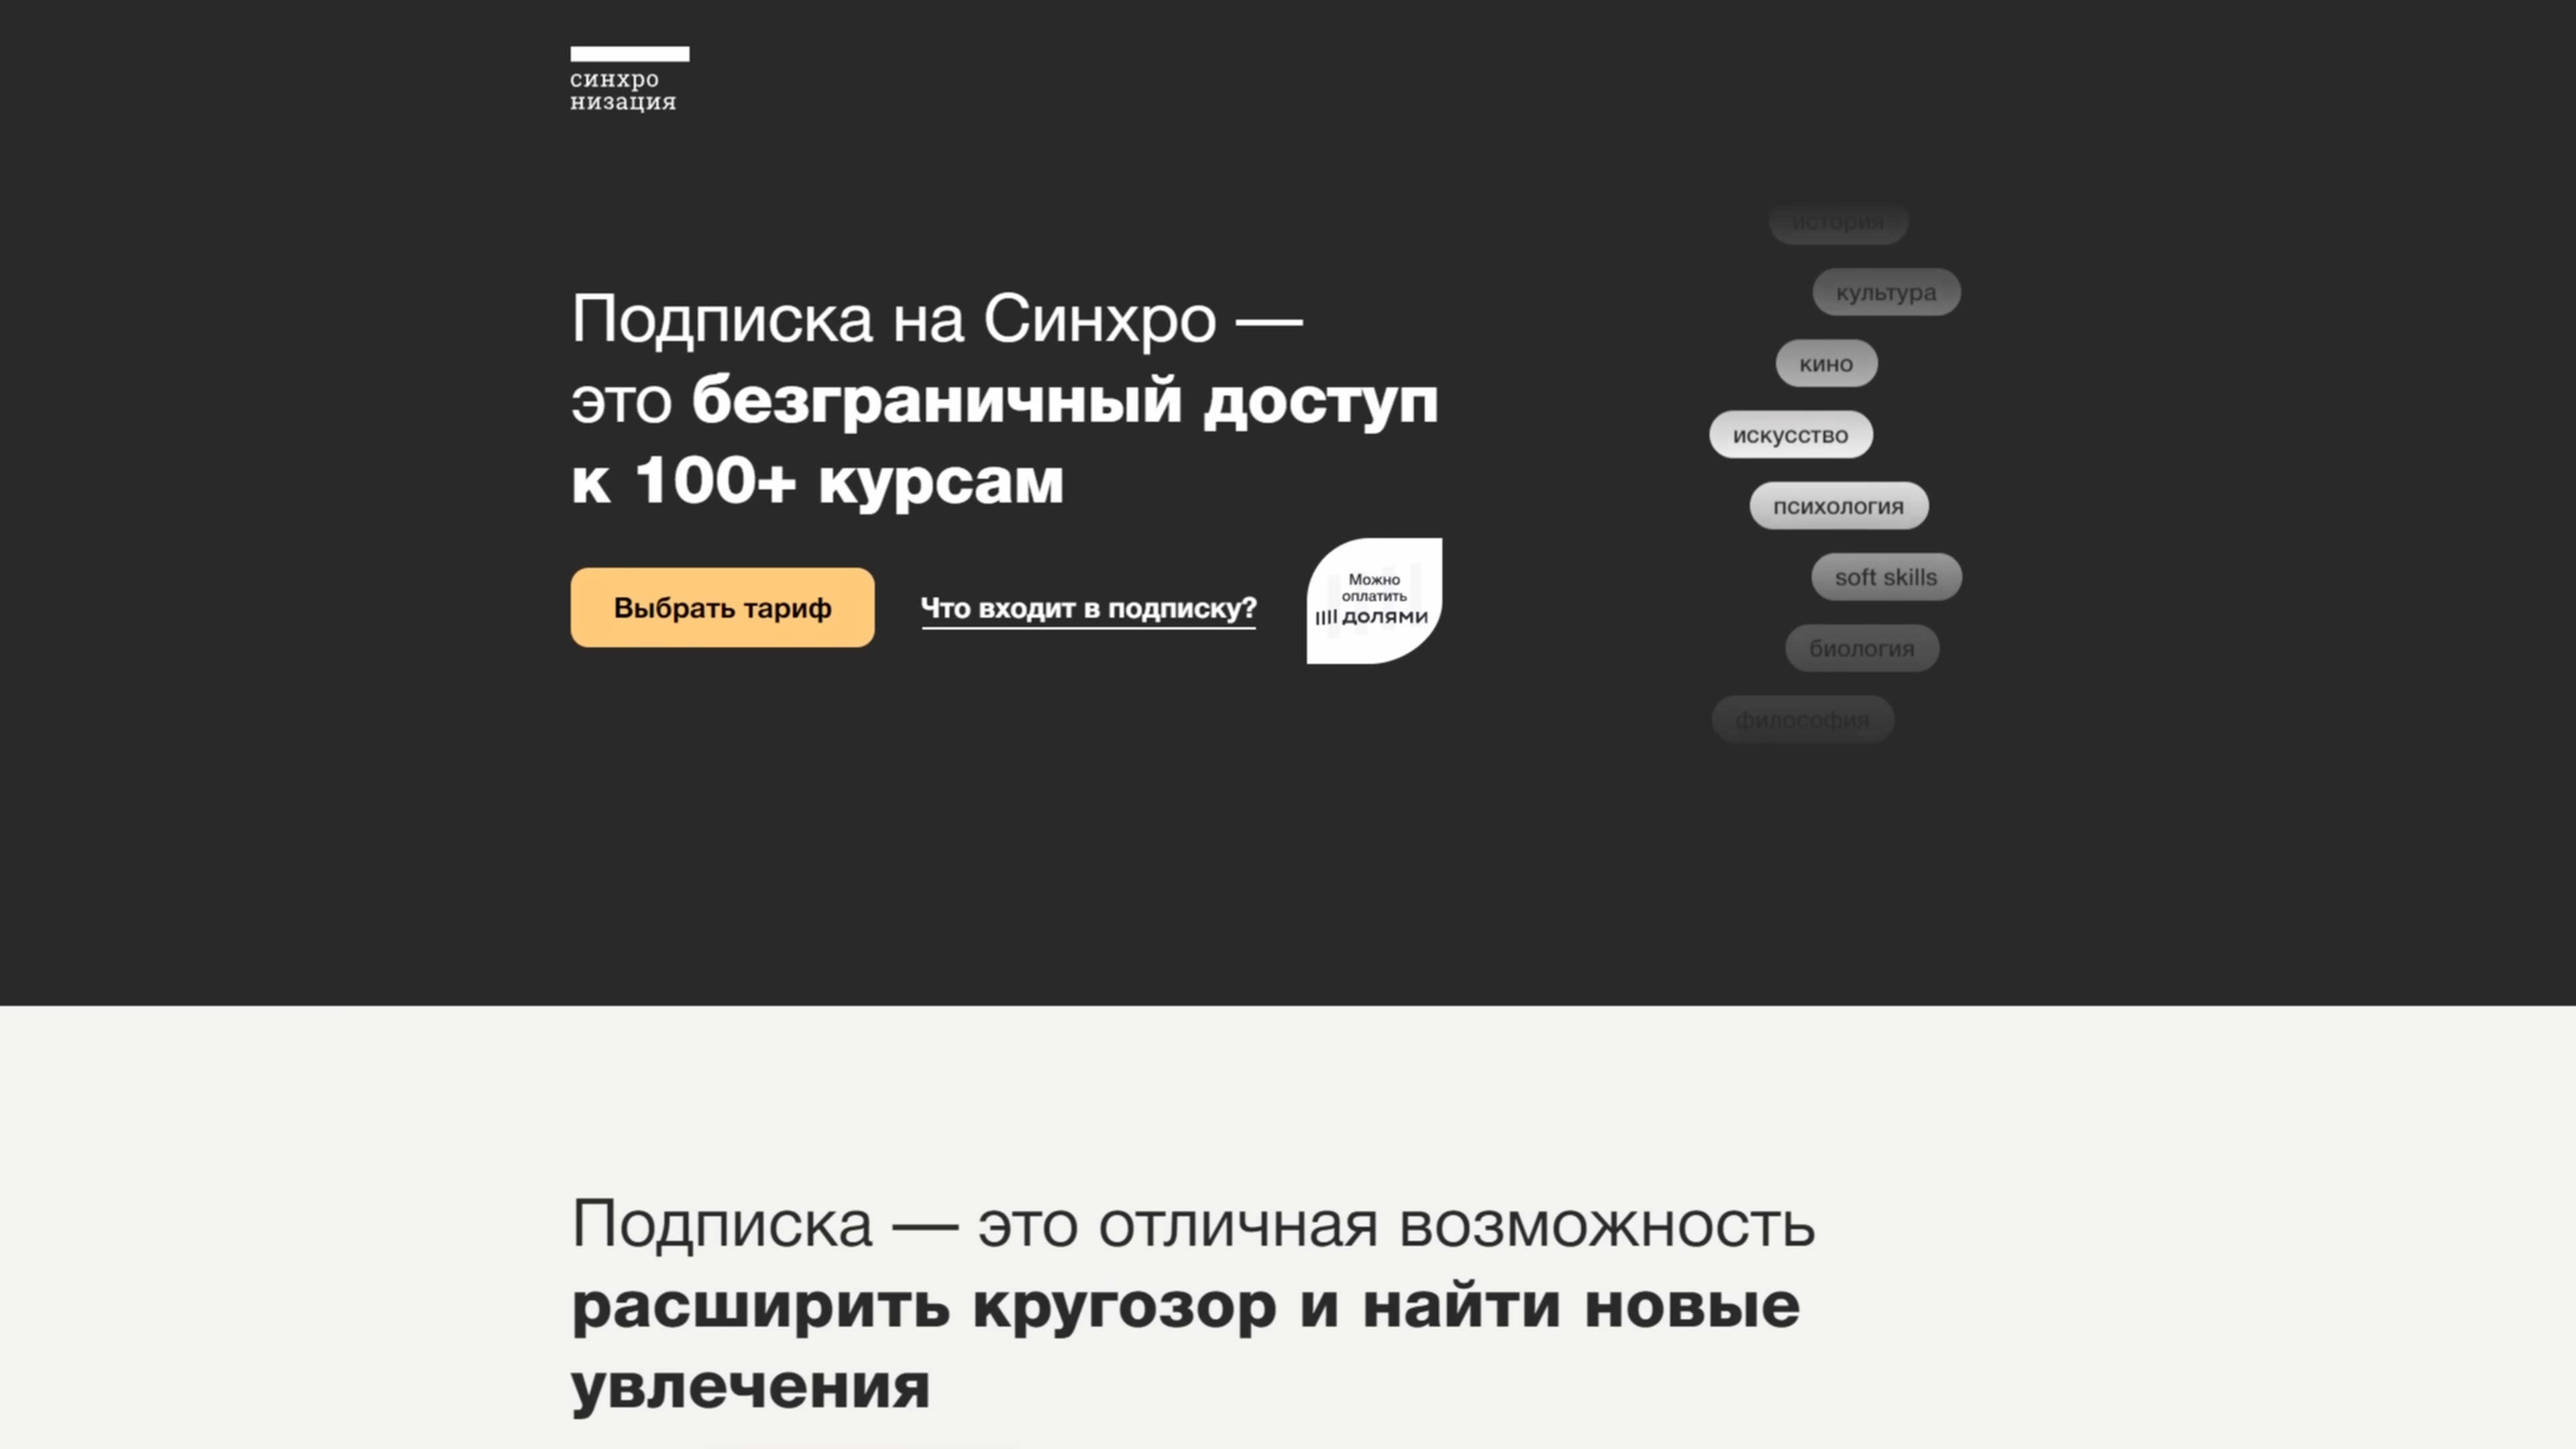 синхро
низация
Подписка на Синхро —
это безграничный доступ
к 100+ курсам
Выбрать тариф
Что входит в подписку?
Можно
оплатить
долями
история
культура
кино
искусство
психология
soft skills
биология
философия
Подписка — это отличная возможность
расширить кругозор и найти новые
увлечения